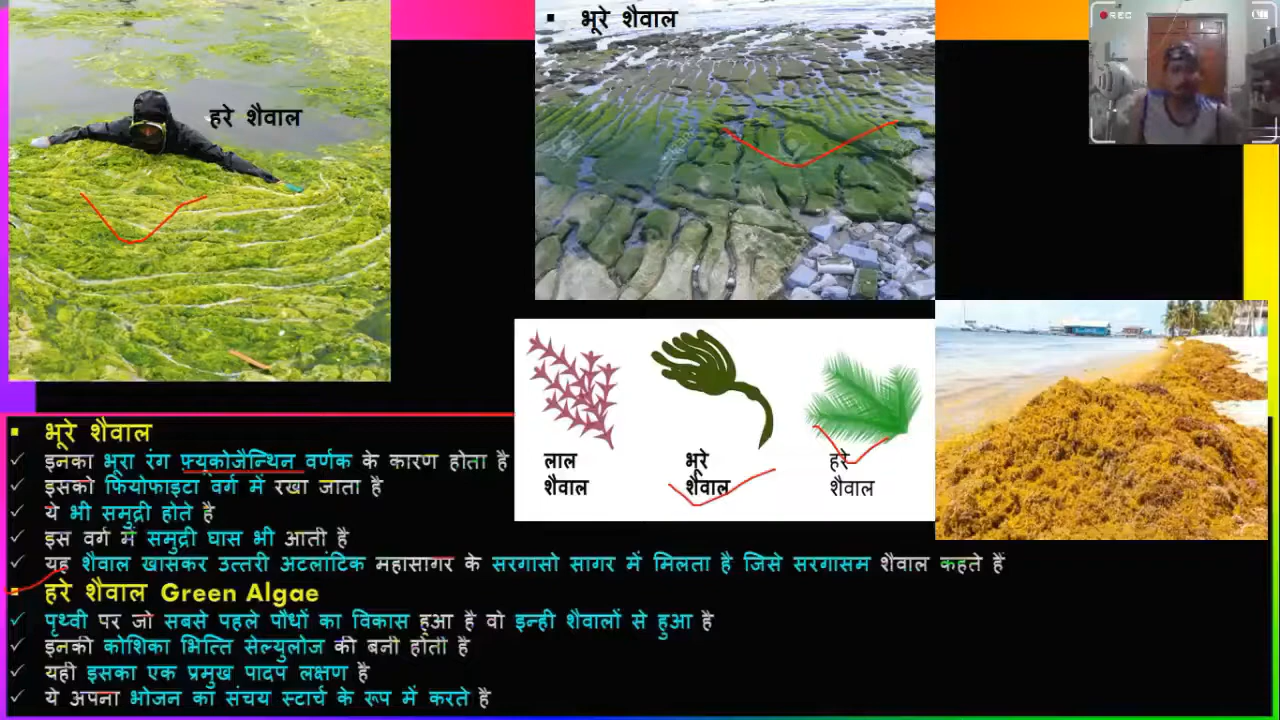 भूरे शैवाल
REC
हरे शैवाल
लाल शैवाल
भूरे शैवाल
हरे शैवाल
भूरे शैवाल
इनका भूरा रंग फ़्यूकोजैन्थिन वर्णक के कारण होता है
इसको फियोफाइटा वर्ग में रखा जाता है
ये भी समुद्री होते है
इस वर्ग में समुद्री घास भी आती है
यह शैवाल खासकर उत्तरी अटलांटिक महासागर के सरगासो सागर में मिलता है जिसे सरगासम शैवाल कहते हैं
हरे शैवाल Green Algae
पृथ्वी पर जो सबसे पहले पौधों का विकास हुआ है वो इन्ही शैवालों से हुआ है
इनकी कोशिका भित्ति सेल्युलोज की बनी होती है
यही इसका एक प्रमुख पादप लक्षण है
ये अपना भोजन का संचय स्टार्च के रूप में करते है